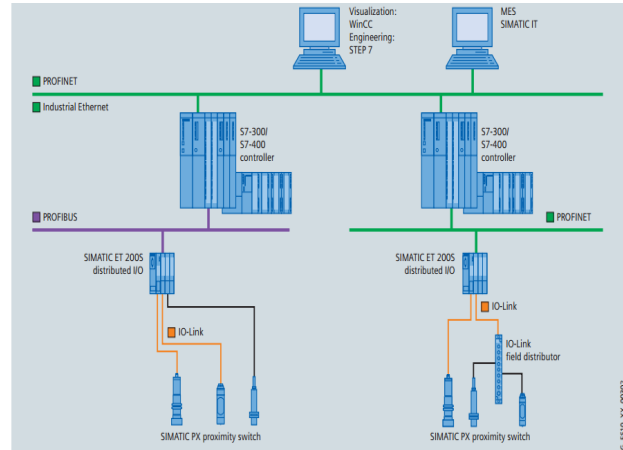 Visualization:
WinCC
Engineering:
STEP 7
MES
SIMATIC IT
PROFINET
Industrial Ethernet
S7-300/
S7-400
controller
S7-300/
S7-400
controller
PROFIBUS
PROFINET
SIMATIC ET 200S
distributed I/O
SIMATIC ET 200S
distributed I/O
IO-Link
IO-Link
IO-Link
field distributor
SIMATIC PX proximity switch
SIMATIC PX proximity switch